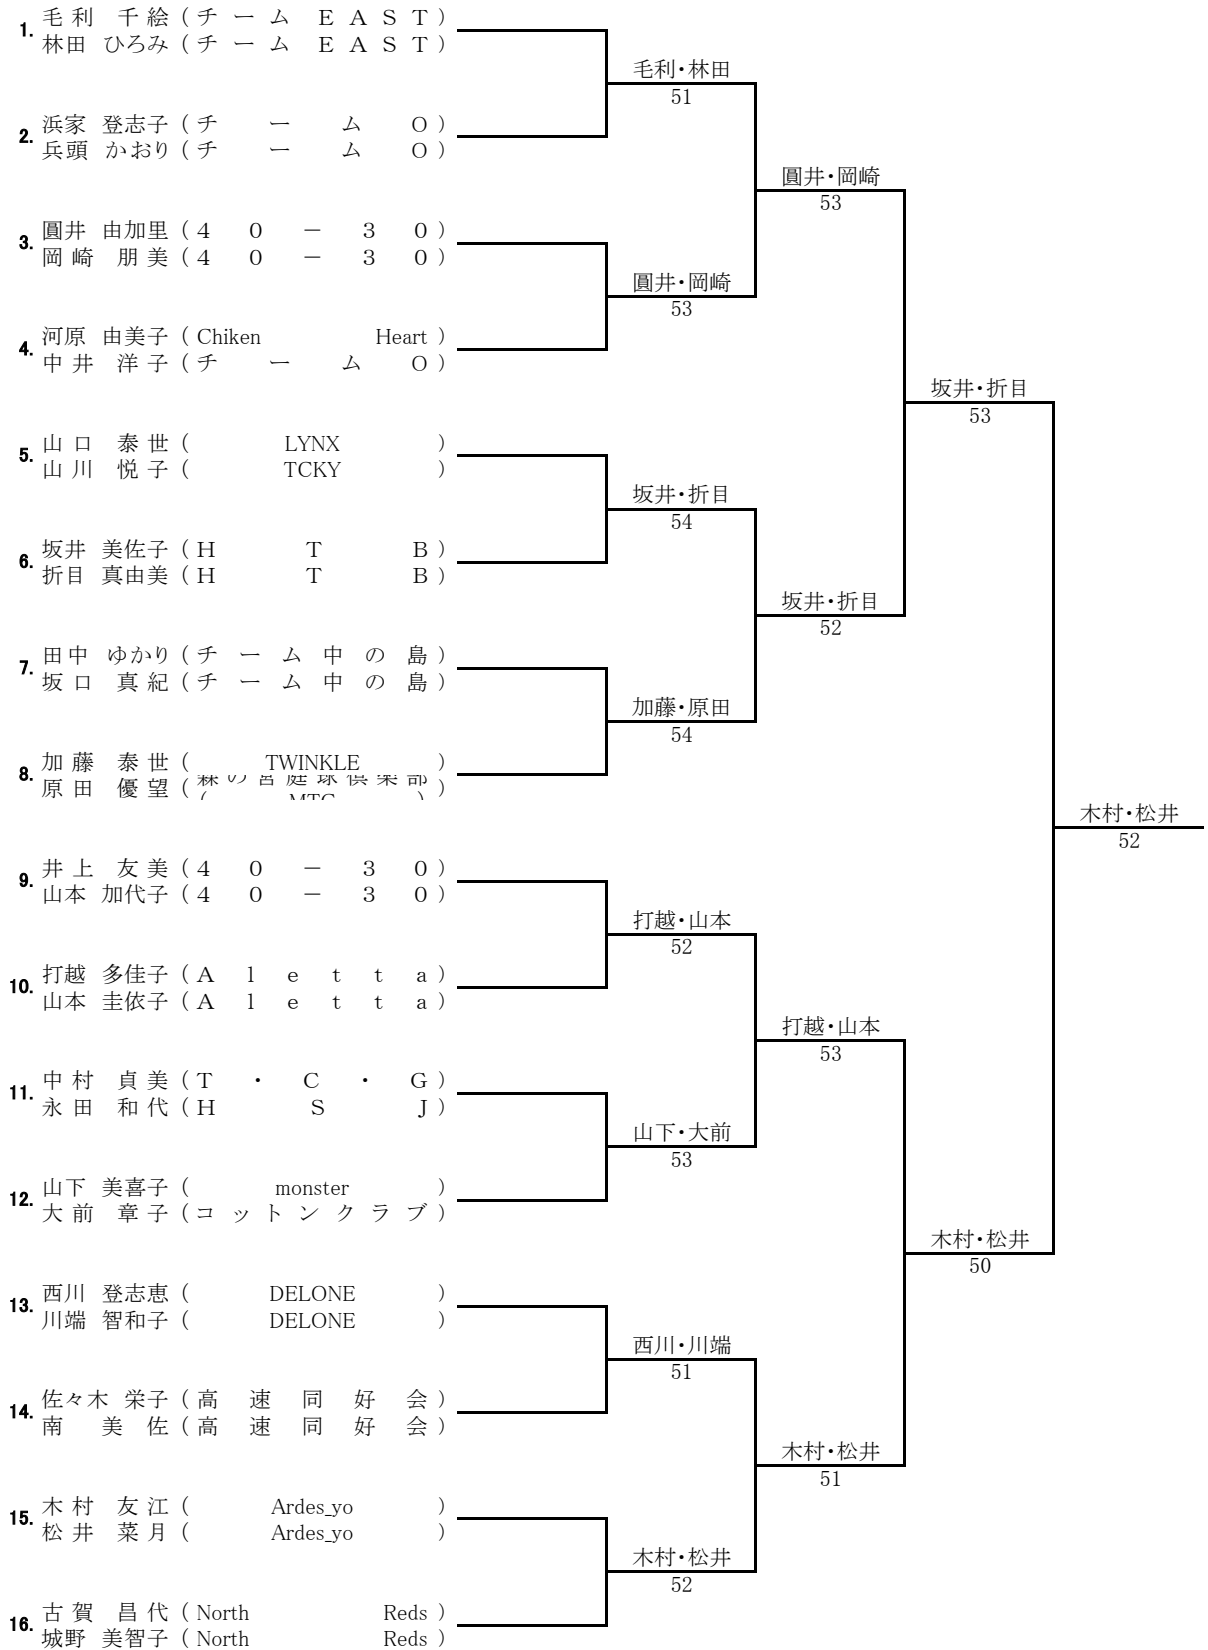 1. 毛利 千絵 (チーム EAST)
林田 ひろみ (チーム EAST)
毛利・林田
51
2. 浜家 登志子 (チームO)
兵頭 かおり (チームO)
圓井・岡崎
53
3. 圓井 由加里 (40-30)
岡崎 朋美 (40-30)
圓井・岡崎
53
4. 河原 由美子 (Chiken Heart)
中井 洋子 (チームO)
坂井・折目
53
5. 山口 泰世 (LYNX)
山川 悦子 (TCKY)
坂井・折目
54
6. 坂井 美佐子 (HTB)
折目 真由美 (HTB)
坂井・折目
52
7. 田中 ゆかり (チーム中の島)
坂口 真紀 (チーム中の島)
加藤・原田
54
8. 加藤 泰世 (TWINKLE)
原田 優望 (森の宮庭球倶楽部
木村・松井
52
9. 井上 友美 (40-30)
山本 加代子 (40-30)
打越・山本
52
10. 打越 多佳子 (Aletta)
山本 圭依子 (Aletta)
打越・山本
53
11. 中村 貞美 (T・C・G)
永田 和代 (HSJ)
山下・大前
53
12. 山下 美喜子 (monster)
大前 章子 (コットンクラブ)
木村・松井
50
13. 西川 登志恵 (DELONE)
川端 智和子 (DELONE)
西川・川端
51
14. 佐々木 栄子 (高速同好会)
南 美佐 (高速同好会)
木村・松井
51
15. 木村 友江 (Ardes_yo)
松井 菜月 (Ardes_yo)
木村・松井
52
16. 古賀 昌代 (North Reds)
城野 美智子 (North Reds)